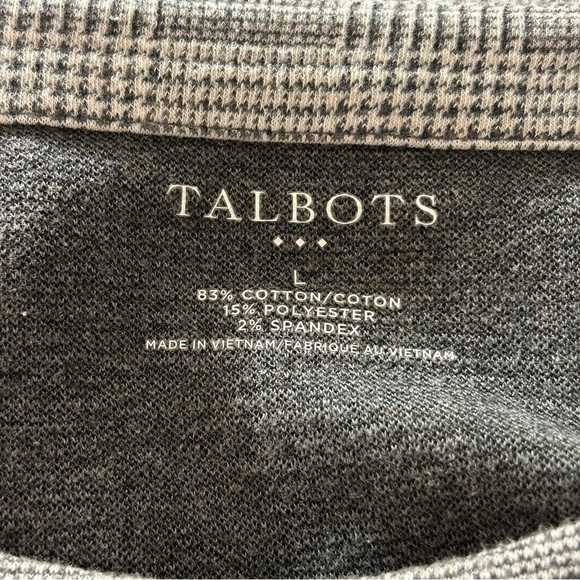 TALBOTS
L
83% COTTON/COTON
15% POLYESTER
2% SPANDEX
MADE IN VIETNAM/FABRIQUE AU VIETNAM